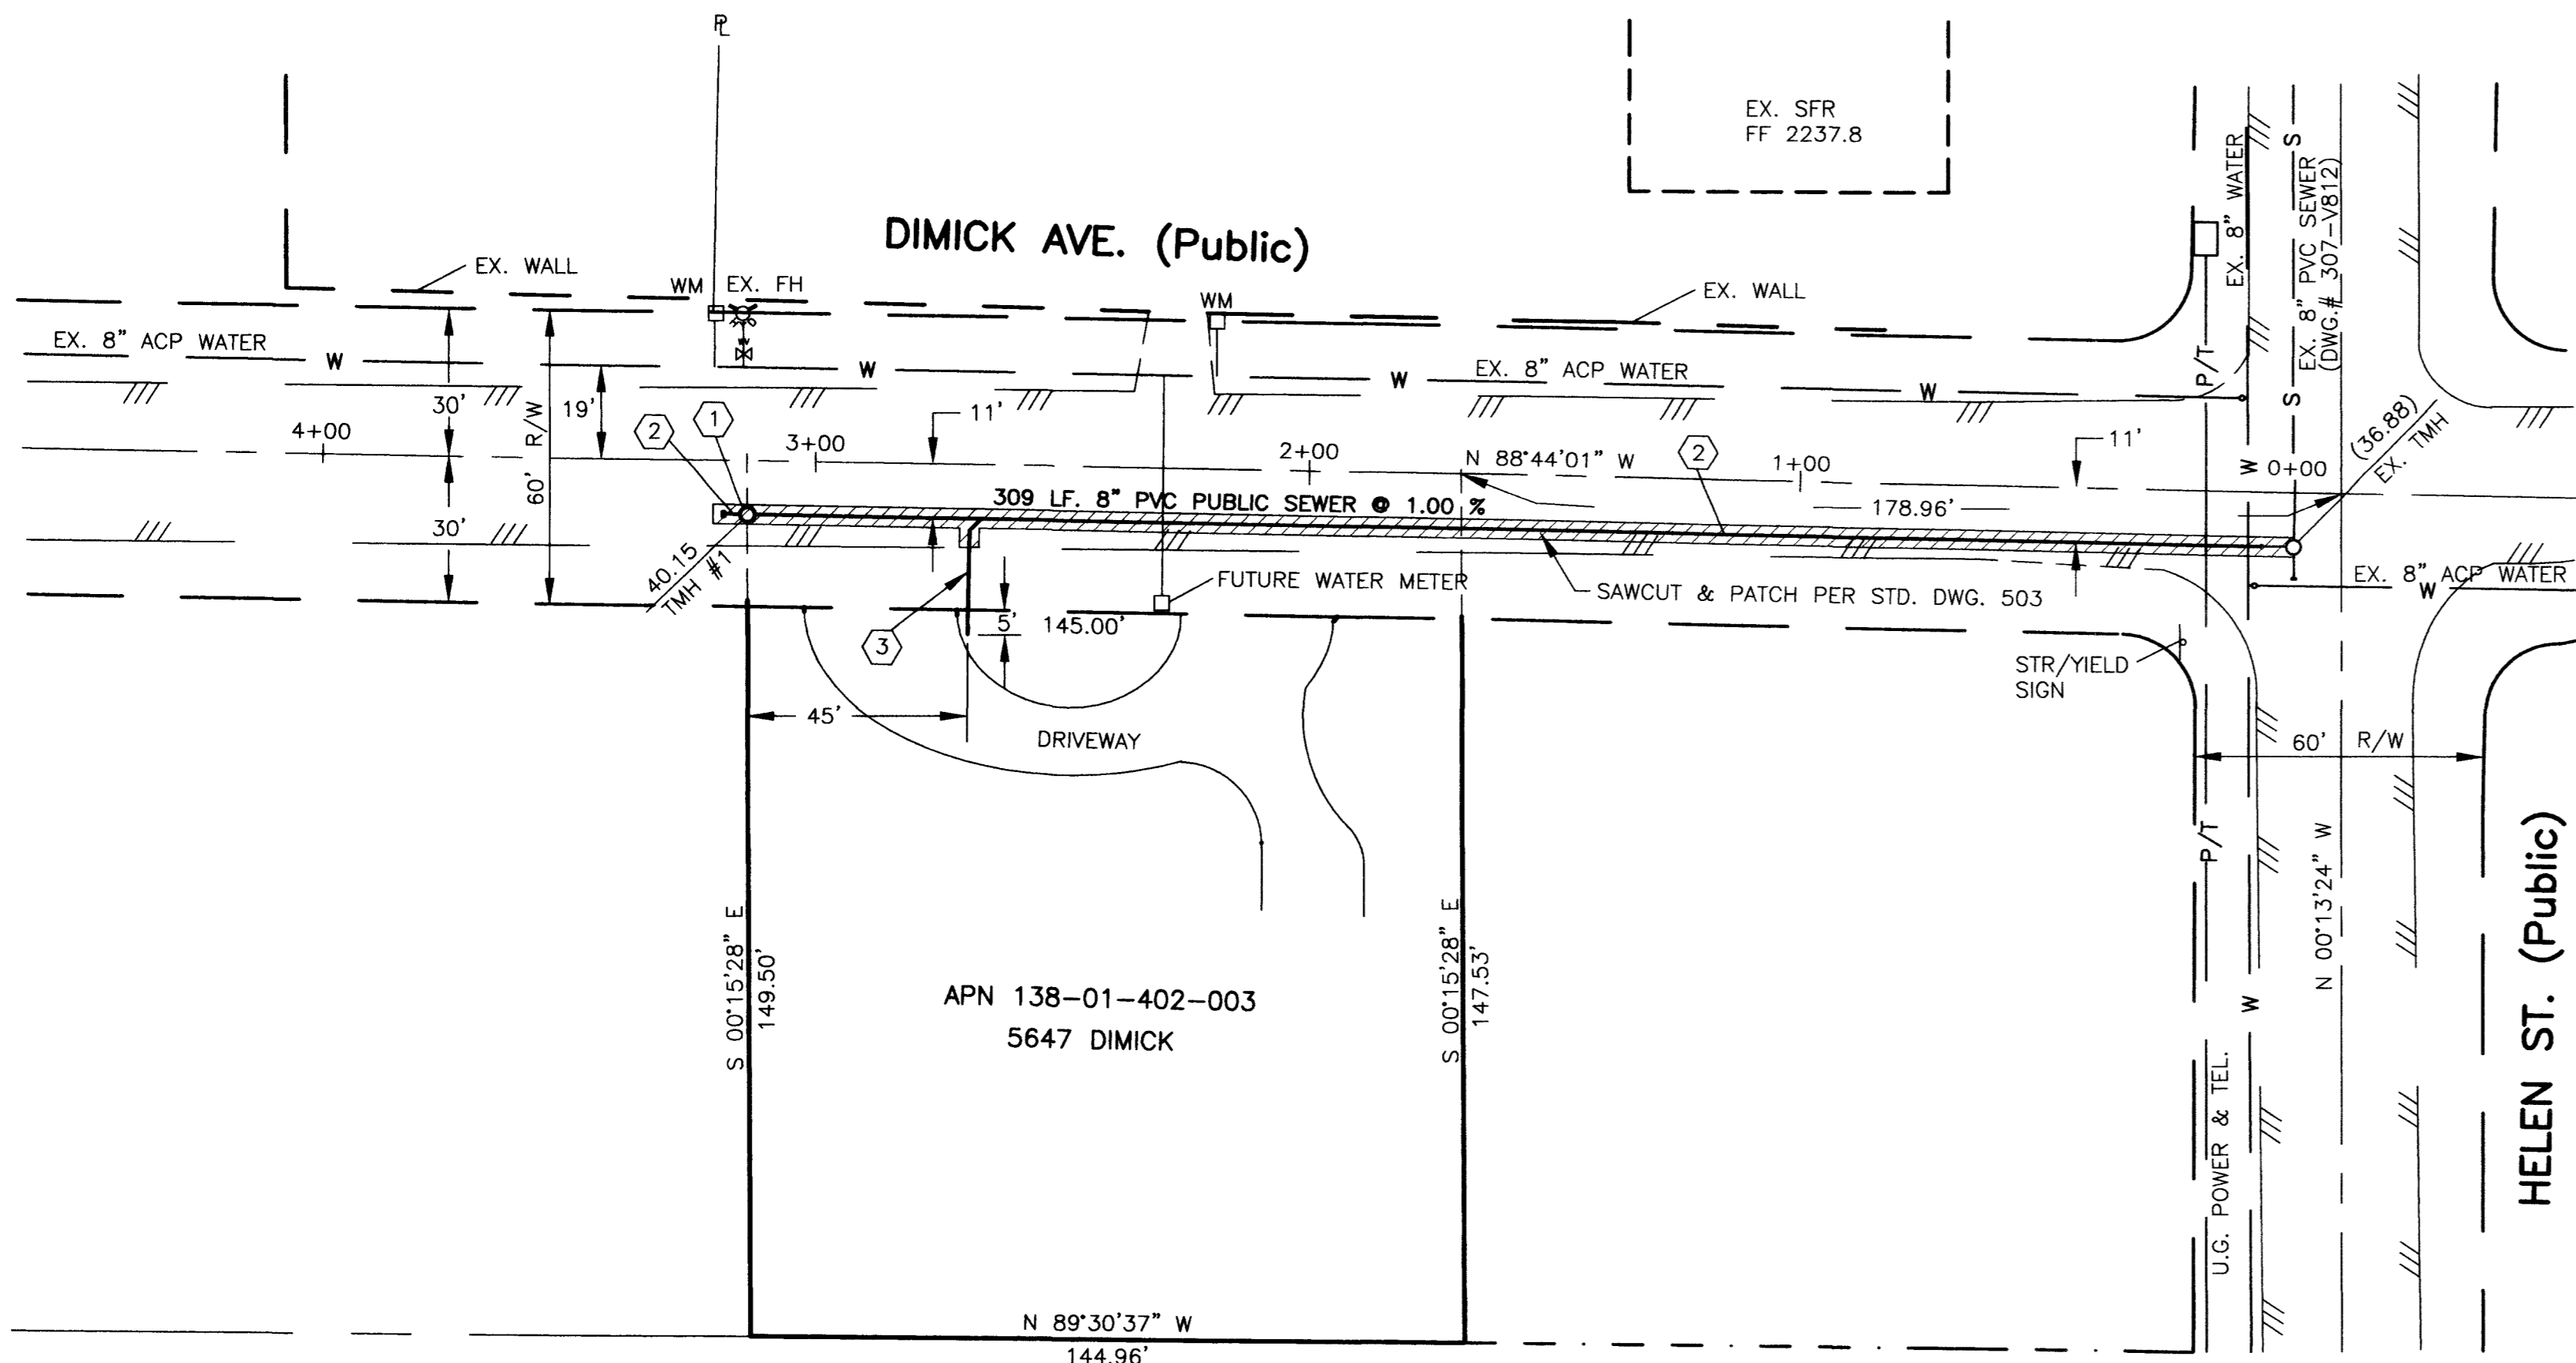 PL
EX. SFR
FF 2237.8
DIMICK AVE. (Public)
EX. WALL
WM
EX. FH
WM
EX. WALL
EX. 8" WATER
EX. 8" PVC SEWER
(DWG.# 307-V812)
S
S
P/T
EX. 8" ACP WATER
W
W
W
EX. 8" ACP WATER
W
30'
R/W
19'
11'
11'
(36.88)
EX. TMH
4+00
2
1
3+00
2+00
N 88°44'01" W
2
1+00
W
0+00
60'
309 LF. 8" PVC PUBLIC SEWER @ 1.00 %
178.96'
30'
40.15
TMH #1
FUTURE WATER METER
SAWCUT & PATCH PER STD. DWG. 503
EX. 8" ACP WATER
W
5'
145.00'
3
STR/YIELD
SIGN
45'
DRIVEWAY
60'
R/W
P/T
N 00°13'24" W
HELEN ST. (Public)
S 00°15'28" E
149.50'
S 00°15'28" E
147.53'
W
APN 138-01-402-003
5647 DIMICK
U.G. POWER & TEL.
N 89°30'37" W
144.96'